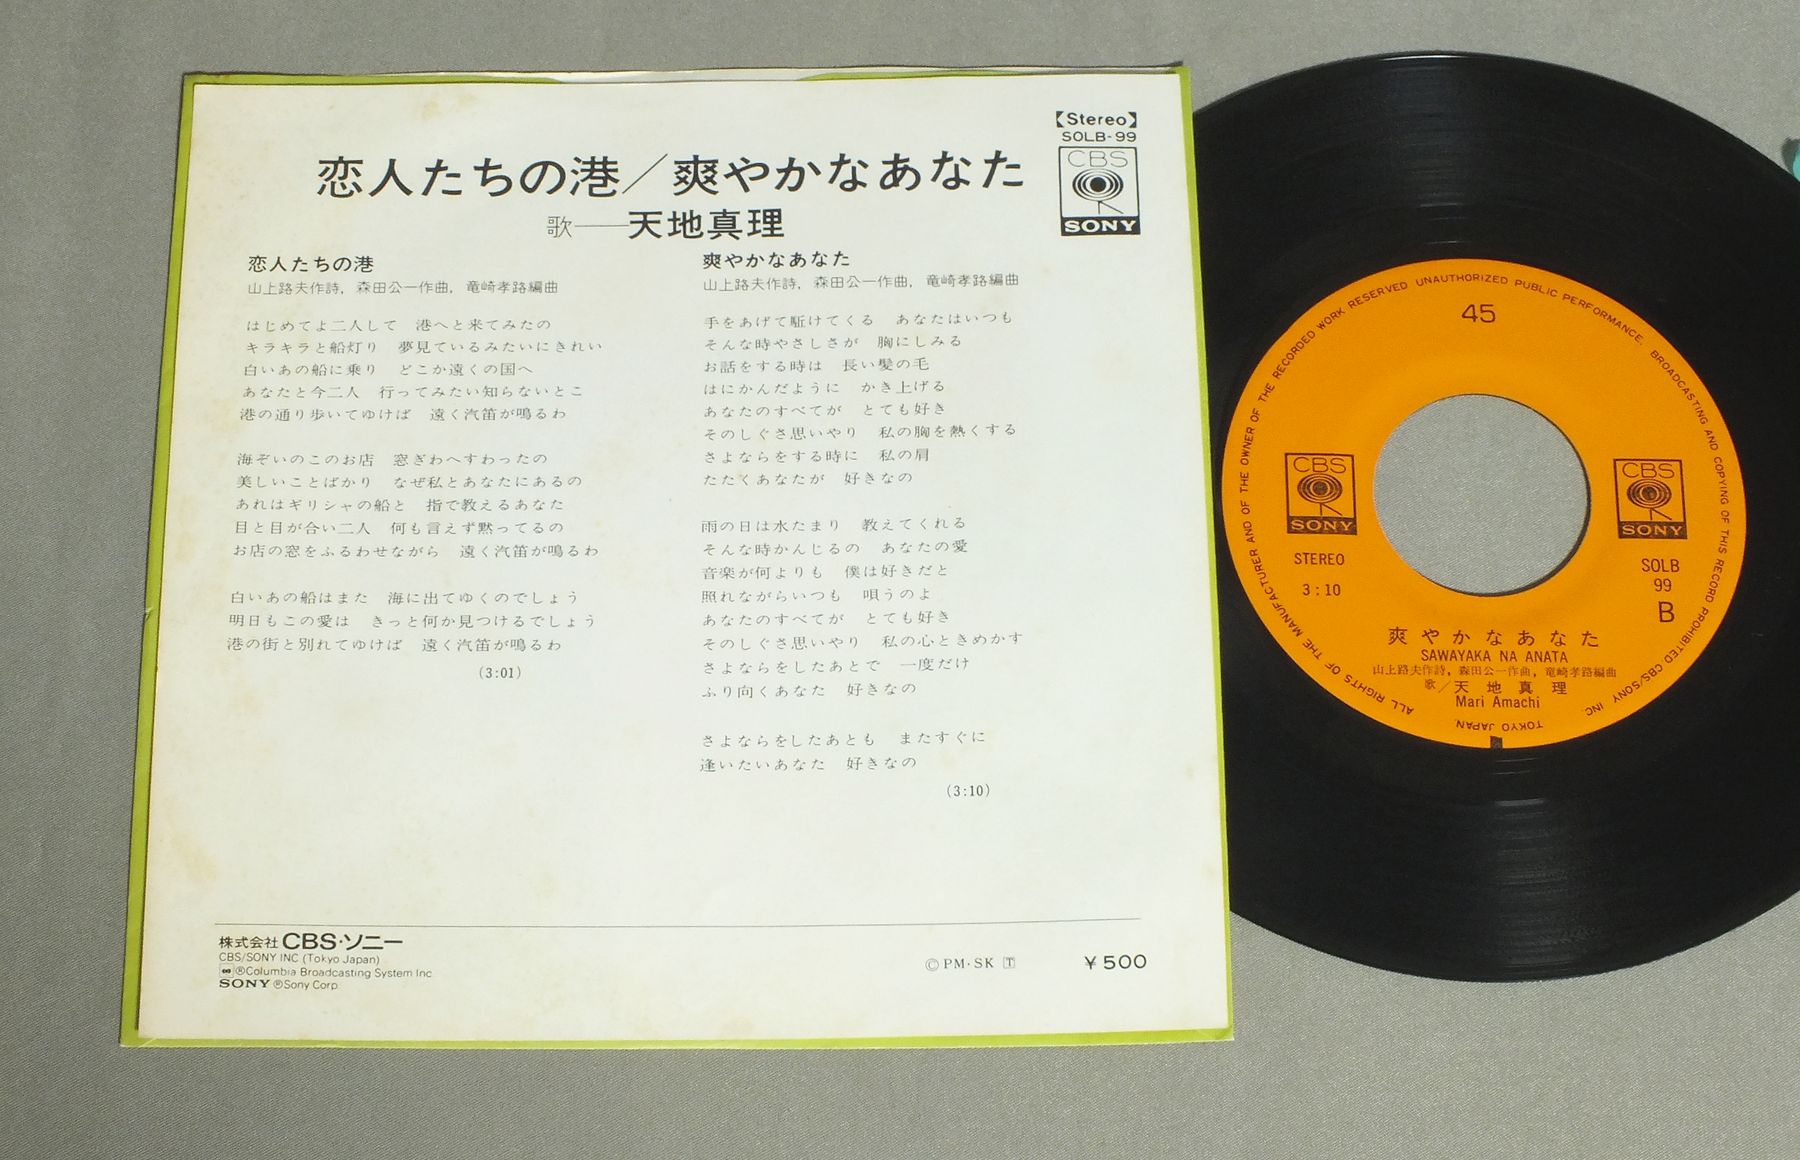 【Stereo】
SOLB-99
CBS
SONY
恋人たちの港／爽やかなあなた
歌──天地真理
恋人たちの港
山上路夫作詩，森田公一作曲，竜崎孝路編曲
はじめてよ二人して　港へと来てみたの
キラキラと船灯り　夢見ているみたいにきれい
白いあの船に乗り　どこか遠くの国へ
あなたと今二人　行ってみたい知らないとこ
港の通り歩いてゆけば　遠く汽笛が鳴るわ
海ぞいのこのお店　窓ぎわへすわったの
美しいことばかり　なぜ私とあなたにあるの
あれはギリシャの船と　指で教えるあなた
目と目が合い二人　何も言えず黙ってるの
お店の窓をふるわせながら　遠く汽笛が鳴るわ
白いあの船はまた　海に出てゆくのでしょう
明日もこの愛は　きっと何か見つけるでしょう
港の街と別れてゆけば　遠く汽笛が鳴るわ
(3:01)
爽やかなあなた
山上路夫作詩，森田公一作曲，竜崎孝路編曲
手をあげて駈けてくる　あなたはいつも
そんな時やさしさが　胸にしみる
お話をする時は　長い髪の毛
はにかんだように　かき上げる
あなたのすべてが　とても好き
そのしぐさ思いやり　私の胸を熱くする
さよならをする時に　私の肩
たたくあなたが　好きなの
雨の日は水たまり　教えてくれる
そんな時かんじるの　あなたの愛
音楽が何よりも　僕は好きだと
照れながらいつも　唄うのよ
あなたのすべてが　とても好き
そのしぐさ思いやり　私の心ときめかす
さよならをしたあとで　一度だけ
ふり向くあなた　好きなの
さよならをしたあとも　またすぐに
逢いたいあなた　好きなの
(3:10)
株式会社 CBS・ソニー
CBS/SONY INC (Tokyo Japan)
®Columbia Broadcasting System Inc
SONY ®Sony Corp
©PM・SK 🅃
￥500
ALL RIGHTS OF THE MANUFACTURER AND OF THE OWNER OF THE RECORDED WORK RESERVED UNAUTHORIZED PUBLIC PERFORMANCE. BROADCASTING AND COPYING OF THIS RECORD PROHIBITED CBS/SONY INC. TOKYO JAPAN.
45
CBS
SONY
CBS
SONY
STEREO
3:10
SOLB
99
B
爽やかなあなた
SAWAYAKA NA ANATA
山上路夫作詩，森田公一作曲，竜崎孝路編曲
歌／天地真理
Mari Amachi